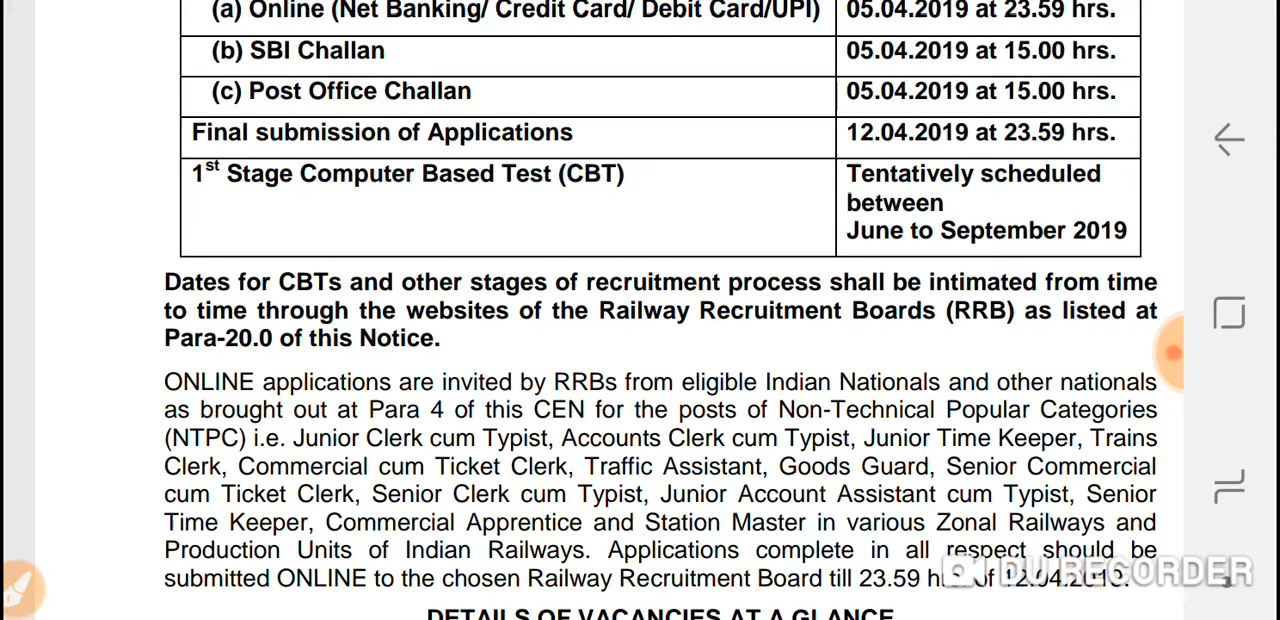 (a) Online (Net Banking/ Credit Card/ Debit Card/UPI) 05.04.2019 at 23.59 hrs.
(b) SBI Challan 05.04.2019 at 15.00 hrs.
(c) Post Office Challan 05.04.2019 at 15.00 hrs.
Final submission of Applications 12.04.2019 at 23.59 hrs.
1st Stage Computer Based Test (CBT) Tentatively scheduled
between
June to September 2019
Dates for CBTs and other stages of recruitment process shall be intimated from time
to time through the websites of the Railway Recruitment Boards (RRB) as listed at
Para-20.0 of this Notice.
ONLINE applications are invited by RRBs from eligible Indian Nationals and other nationals
as brought out at Para 4 of this CEN for the posts of Non-Technical Popular Categories
(NTPC) i.e. Junior Clerk cum Typist, Accounts Clerk cum Typist, Junior Time Keeper, Trains
Clerk, Commercial cum Ticket Clerk, Traffic Assistant, Goods Guard, Senior Commercial
cum Ticket Clerk, Senior Clerk cum Typist, Junior Account Assistant cum Typist, Senior
Time Keeper, Commercial Apprentice and Station Master in various Zonal Railways and
Production Units of Indian Railways. Applications complete in all respect should be
submitted ONLINE to the chosen Railway Recruitment Board till 23.59 of
DU RECORDER
DETAILS OF VACANCIES AT A GLANCE